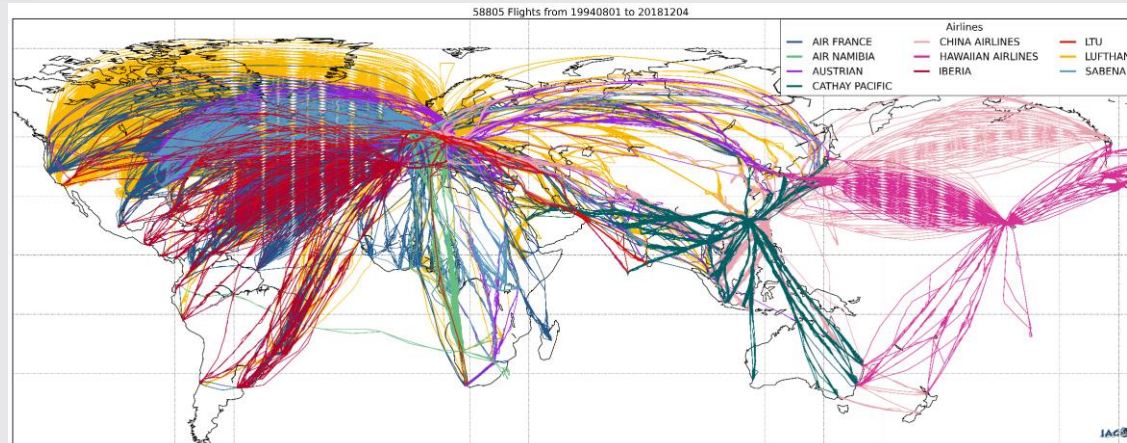 58805 Flights from 19940801 to 20181204
Airlines
AIR FRANCE
AIR NAMIBIA
AUSTRIAN
CATHAY PACIFIC
CHINA AIRLINES
HAWAIIAN AIRLINES
IBERIA
LTU
LUFTHAN
SABENA